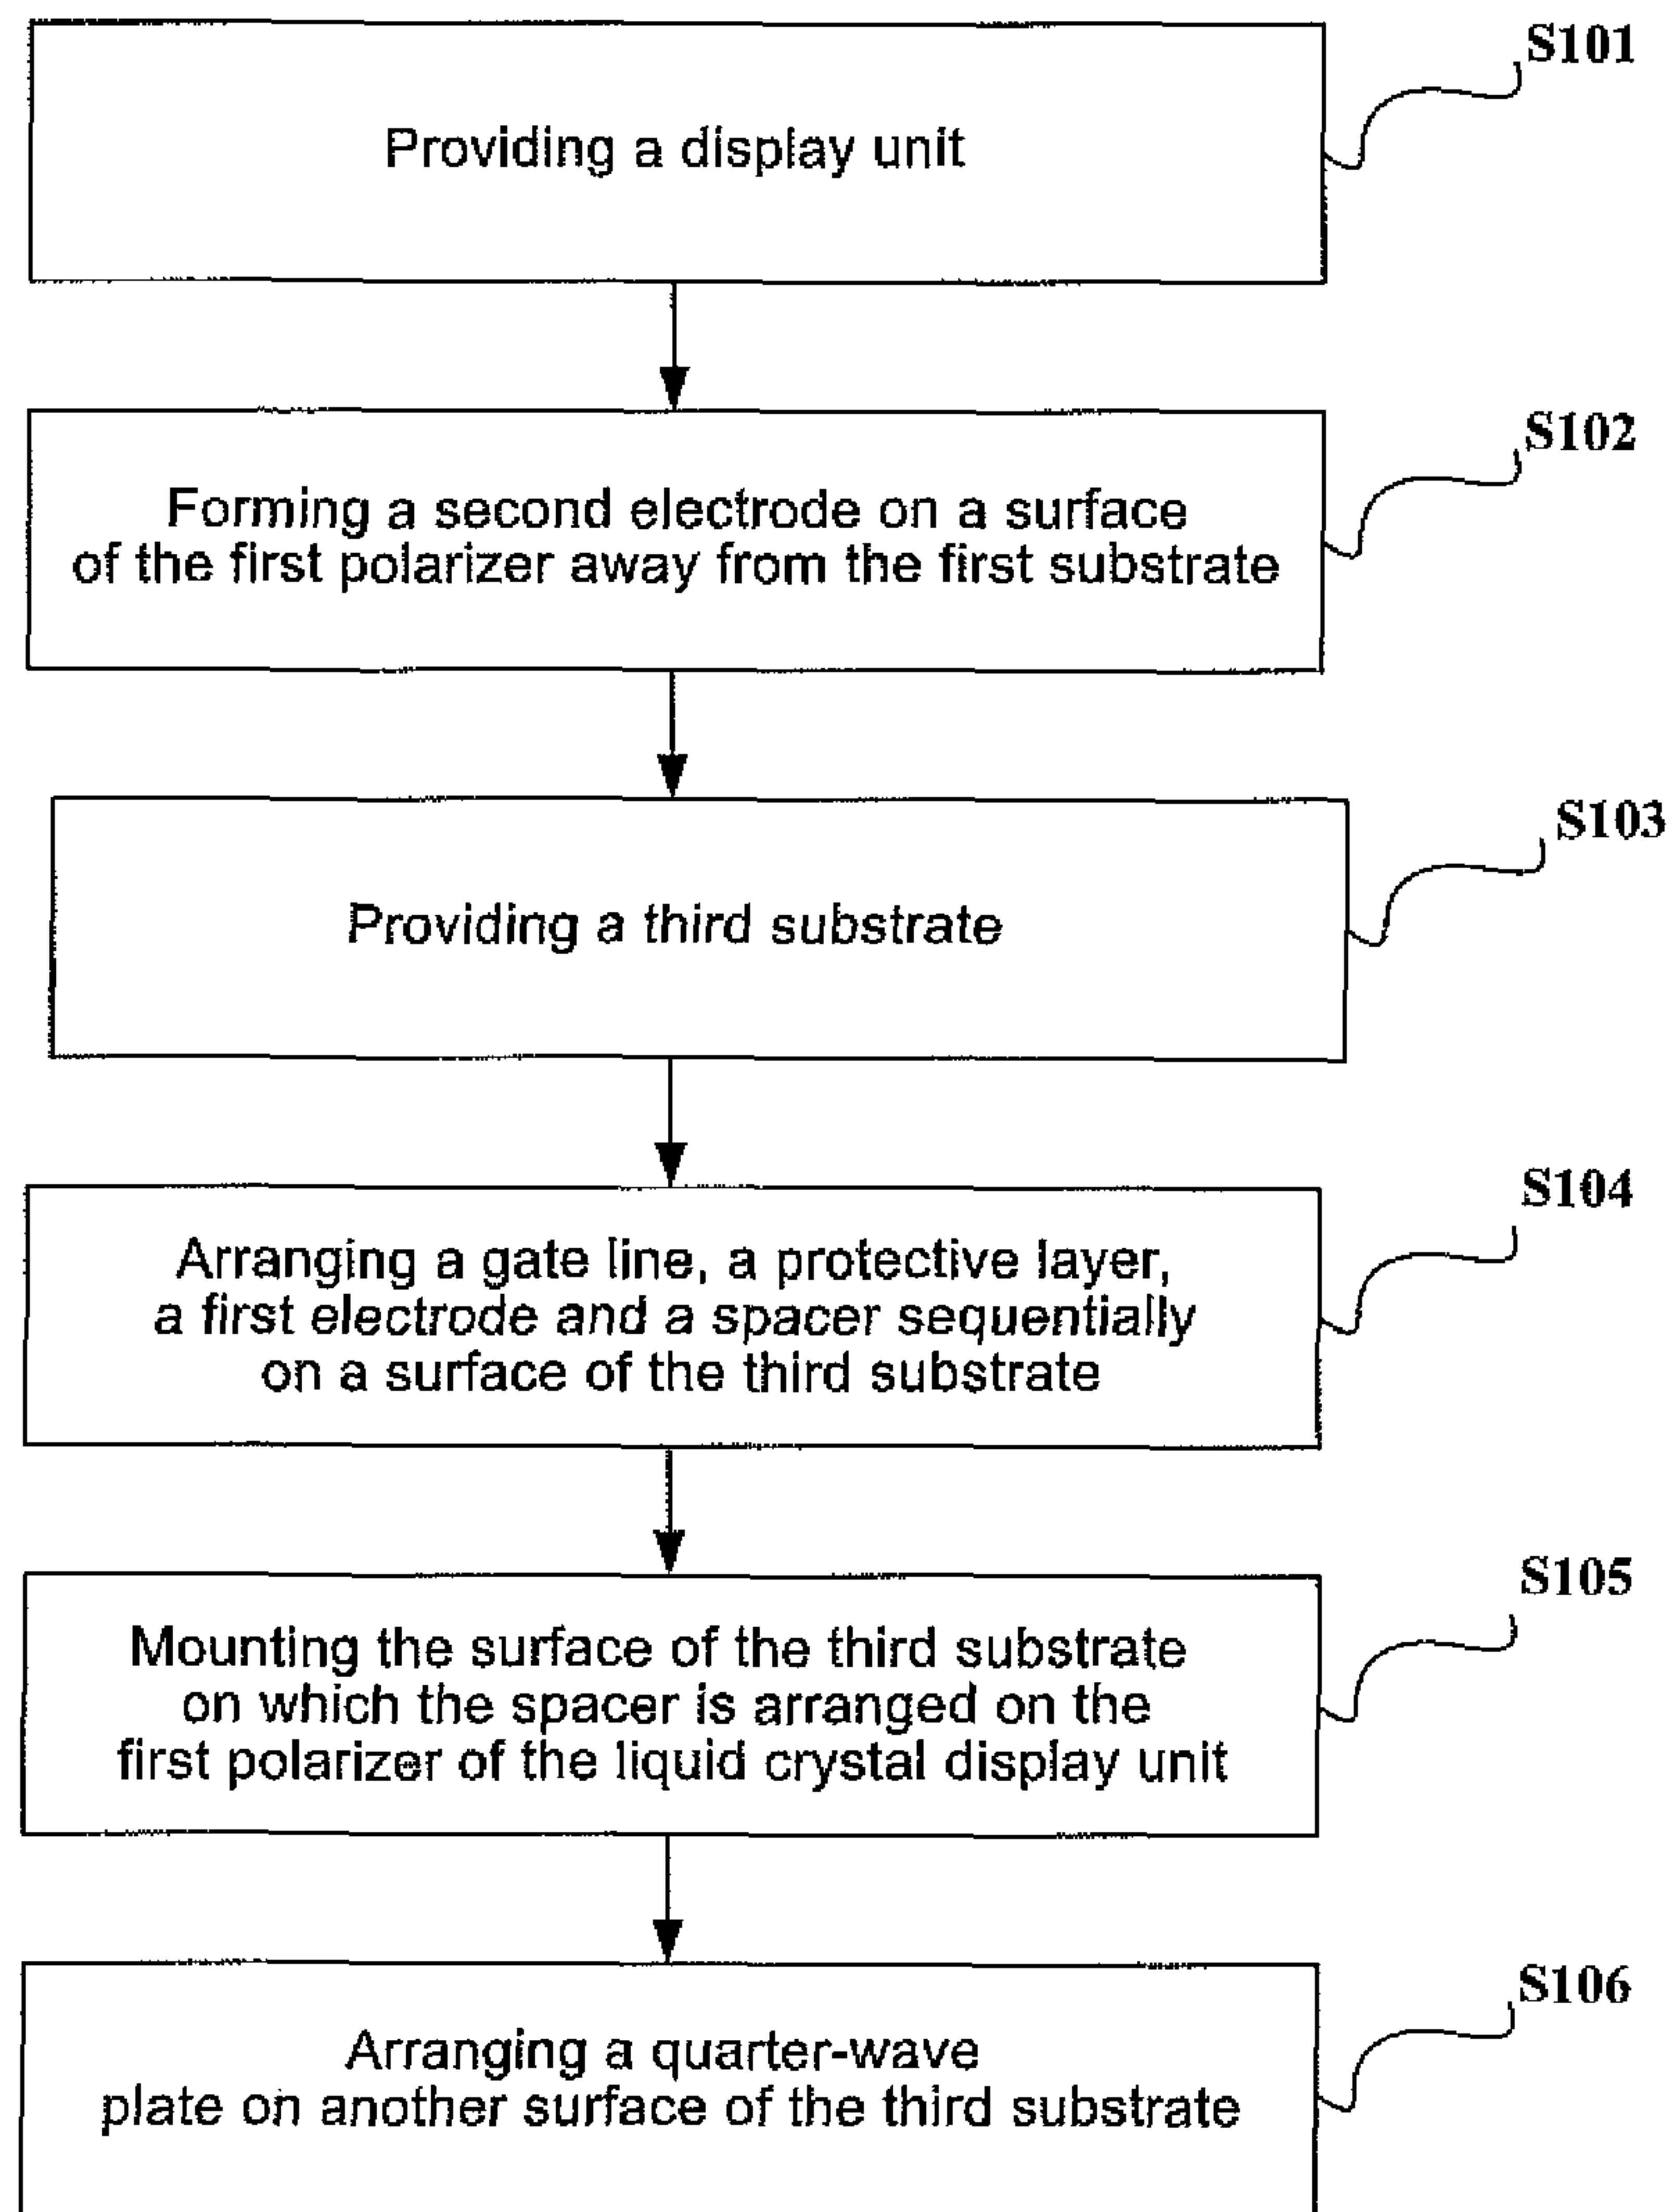 S101
Providing a display unit
S102
Forming a second electrode on a surface
of the first polarizer away from the first substrate
S103
Providing a third substrate
S104
Arranging a gate line, a protective layer,
a first electrode and a spacer sequentially
on a surface of the third substrate
S105
Mounting the surface of the third substrate
on which the spacer is arranged on the
first polarizer of the liquid crystal display unit
S106
Arranging a quarter-wave
plate on another surface of the third substrate